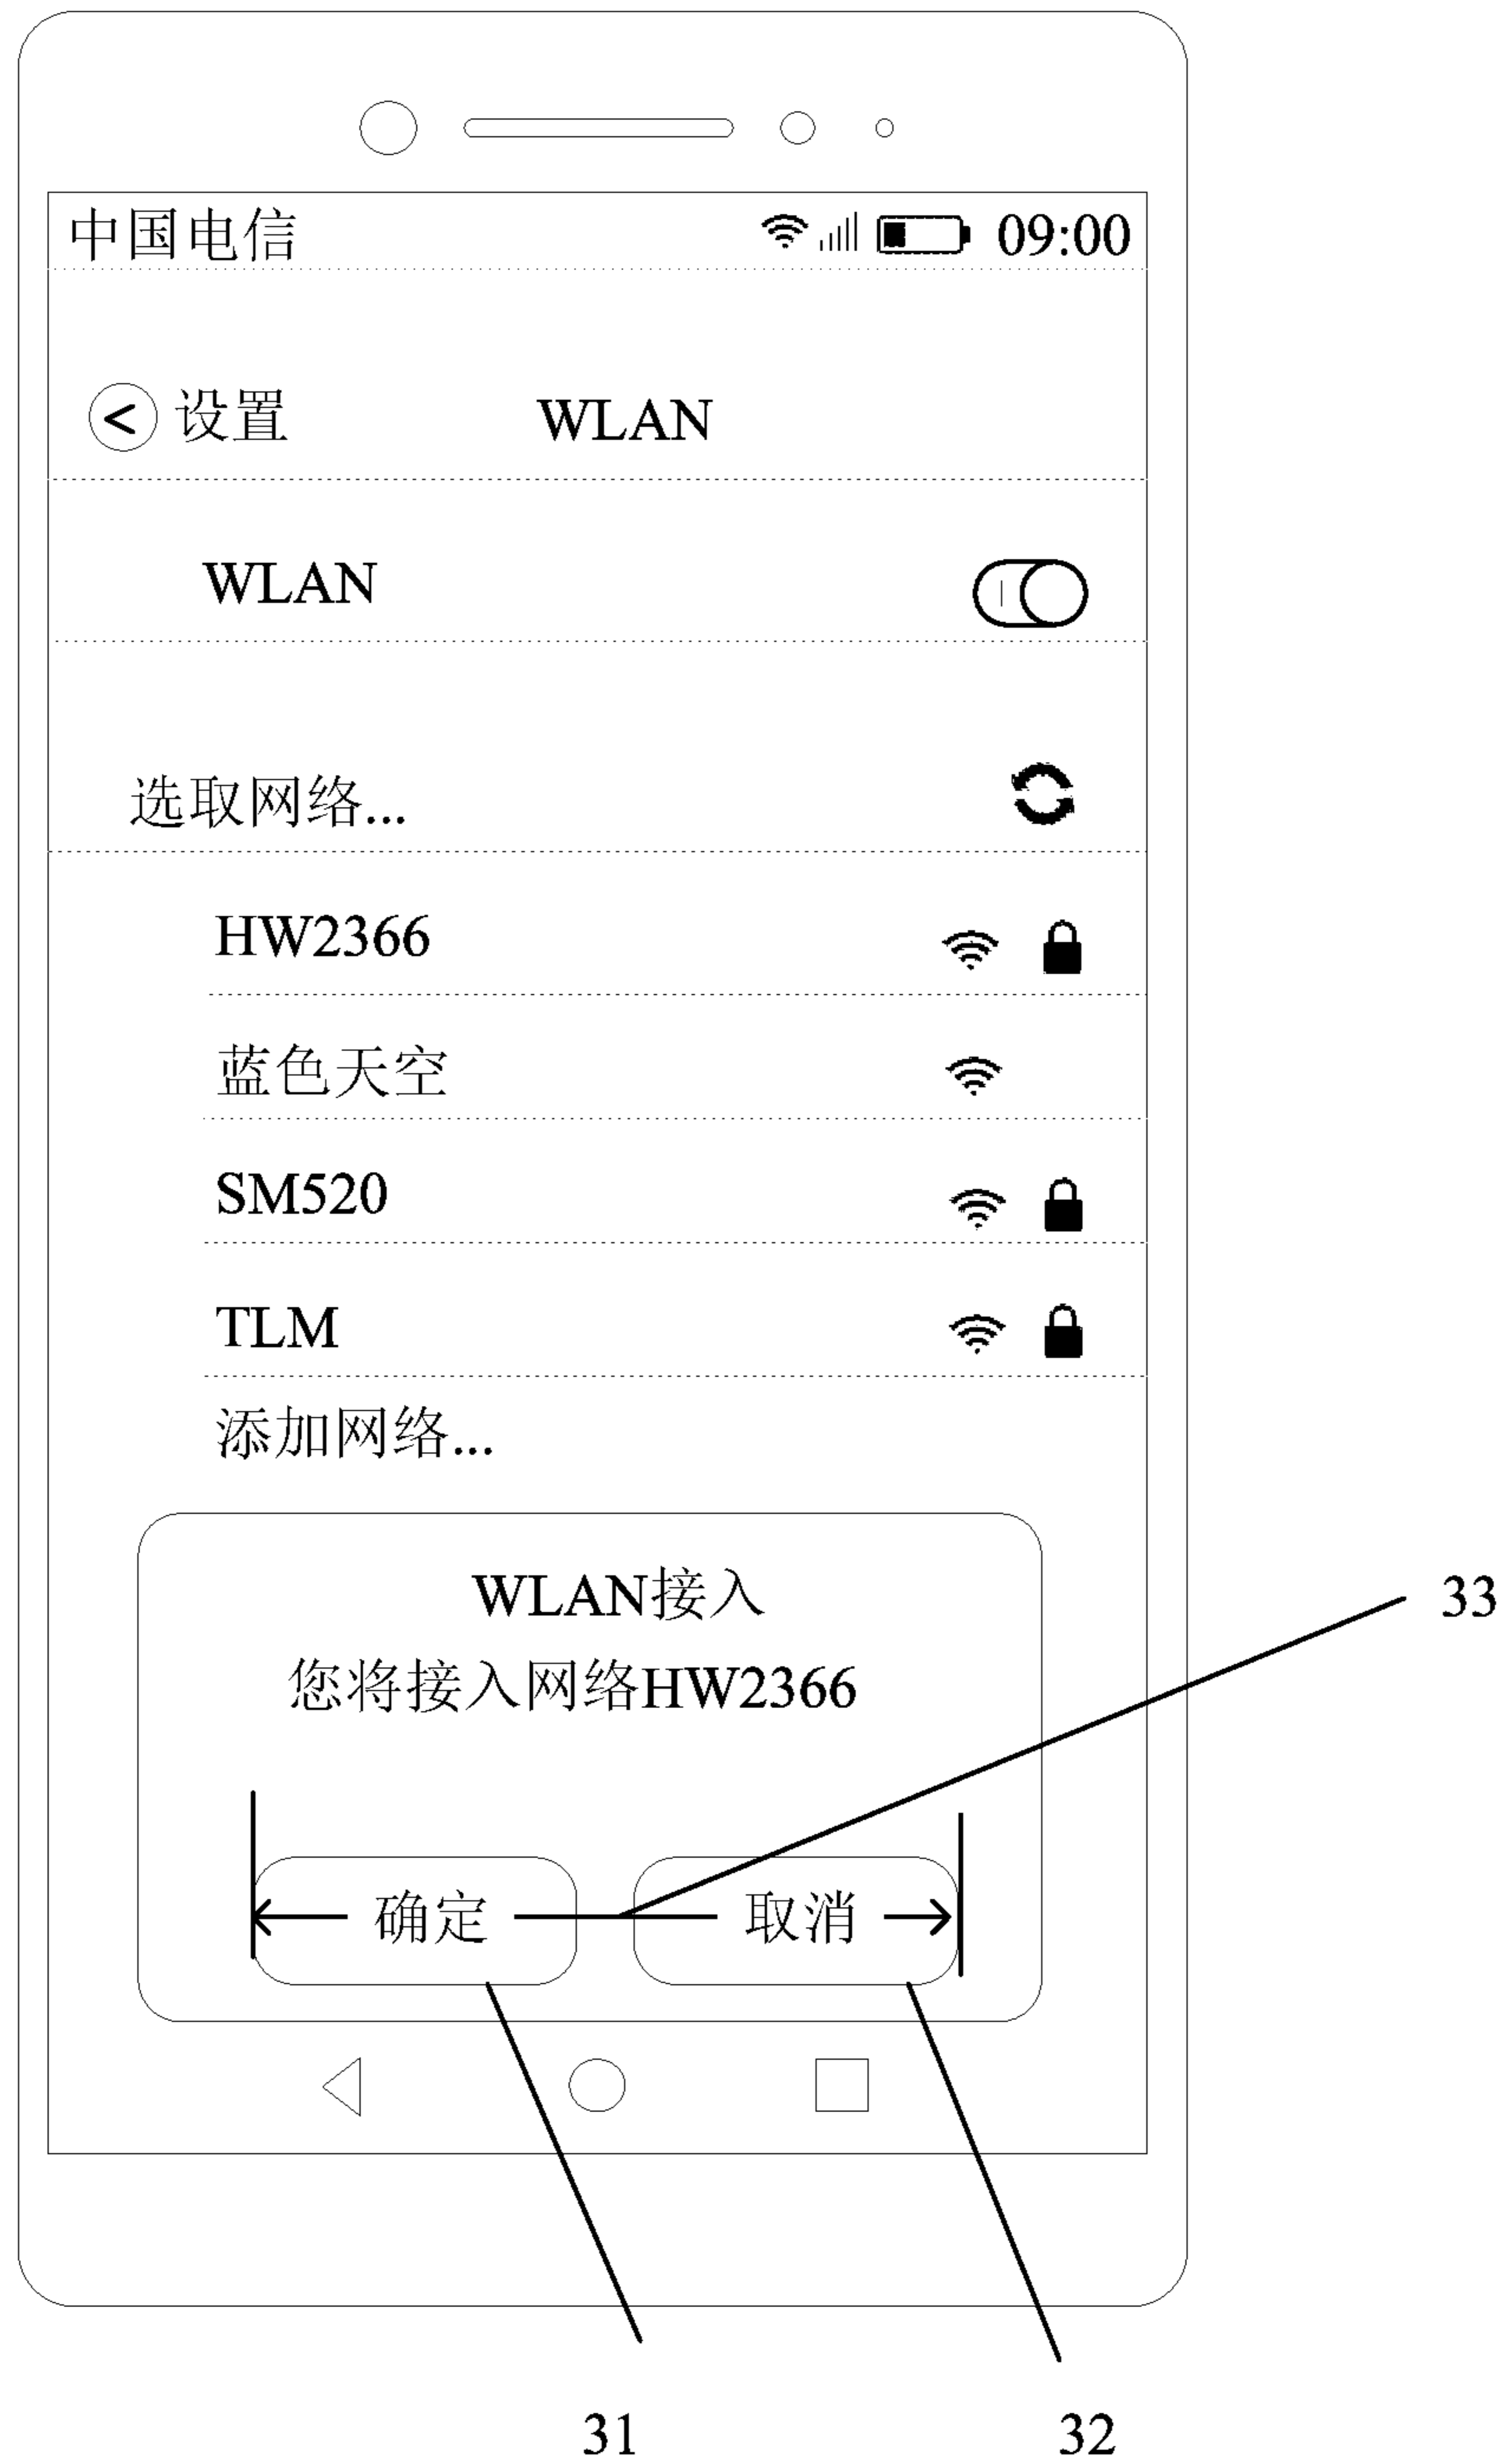 中国电信 09:00
< 设置 WLAN
WLAN
选取网络...
HW2366
蓝色天空
SM520
TLM
添加网络...
WLAN接入
33
您将接入网络HW2366
确定 取消
31 32